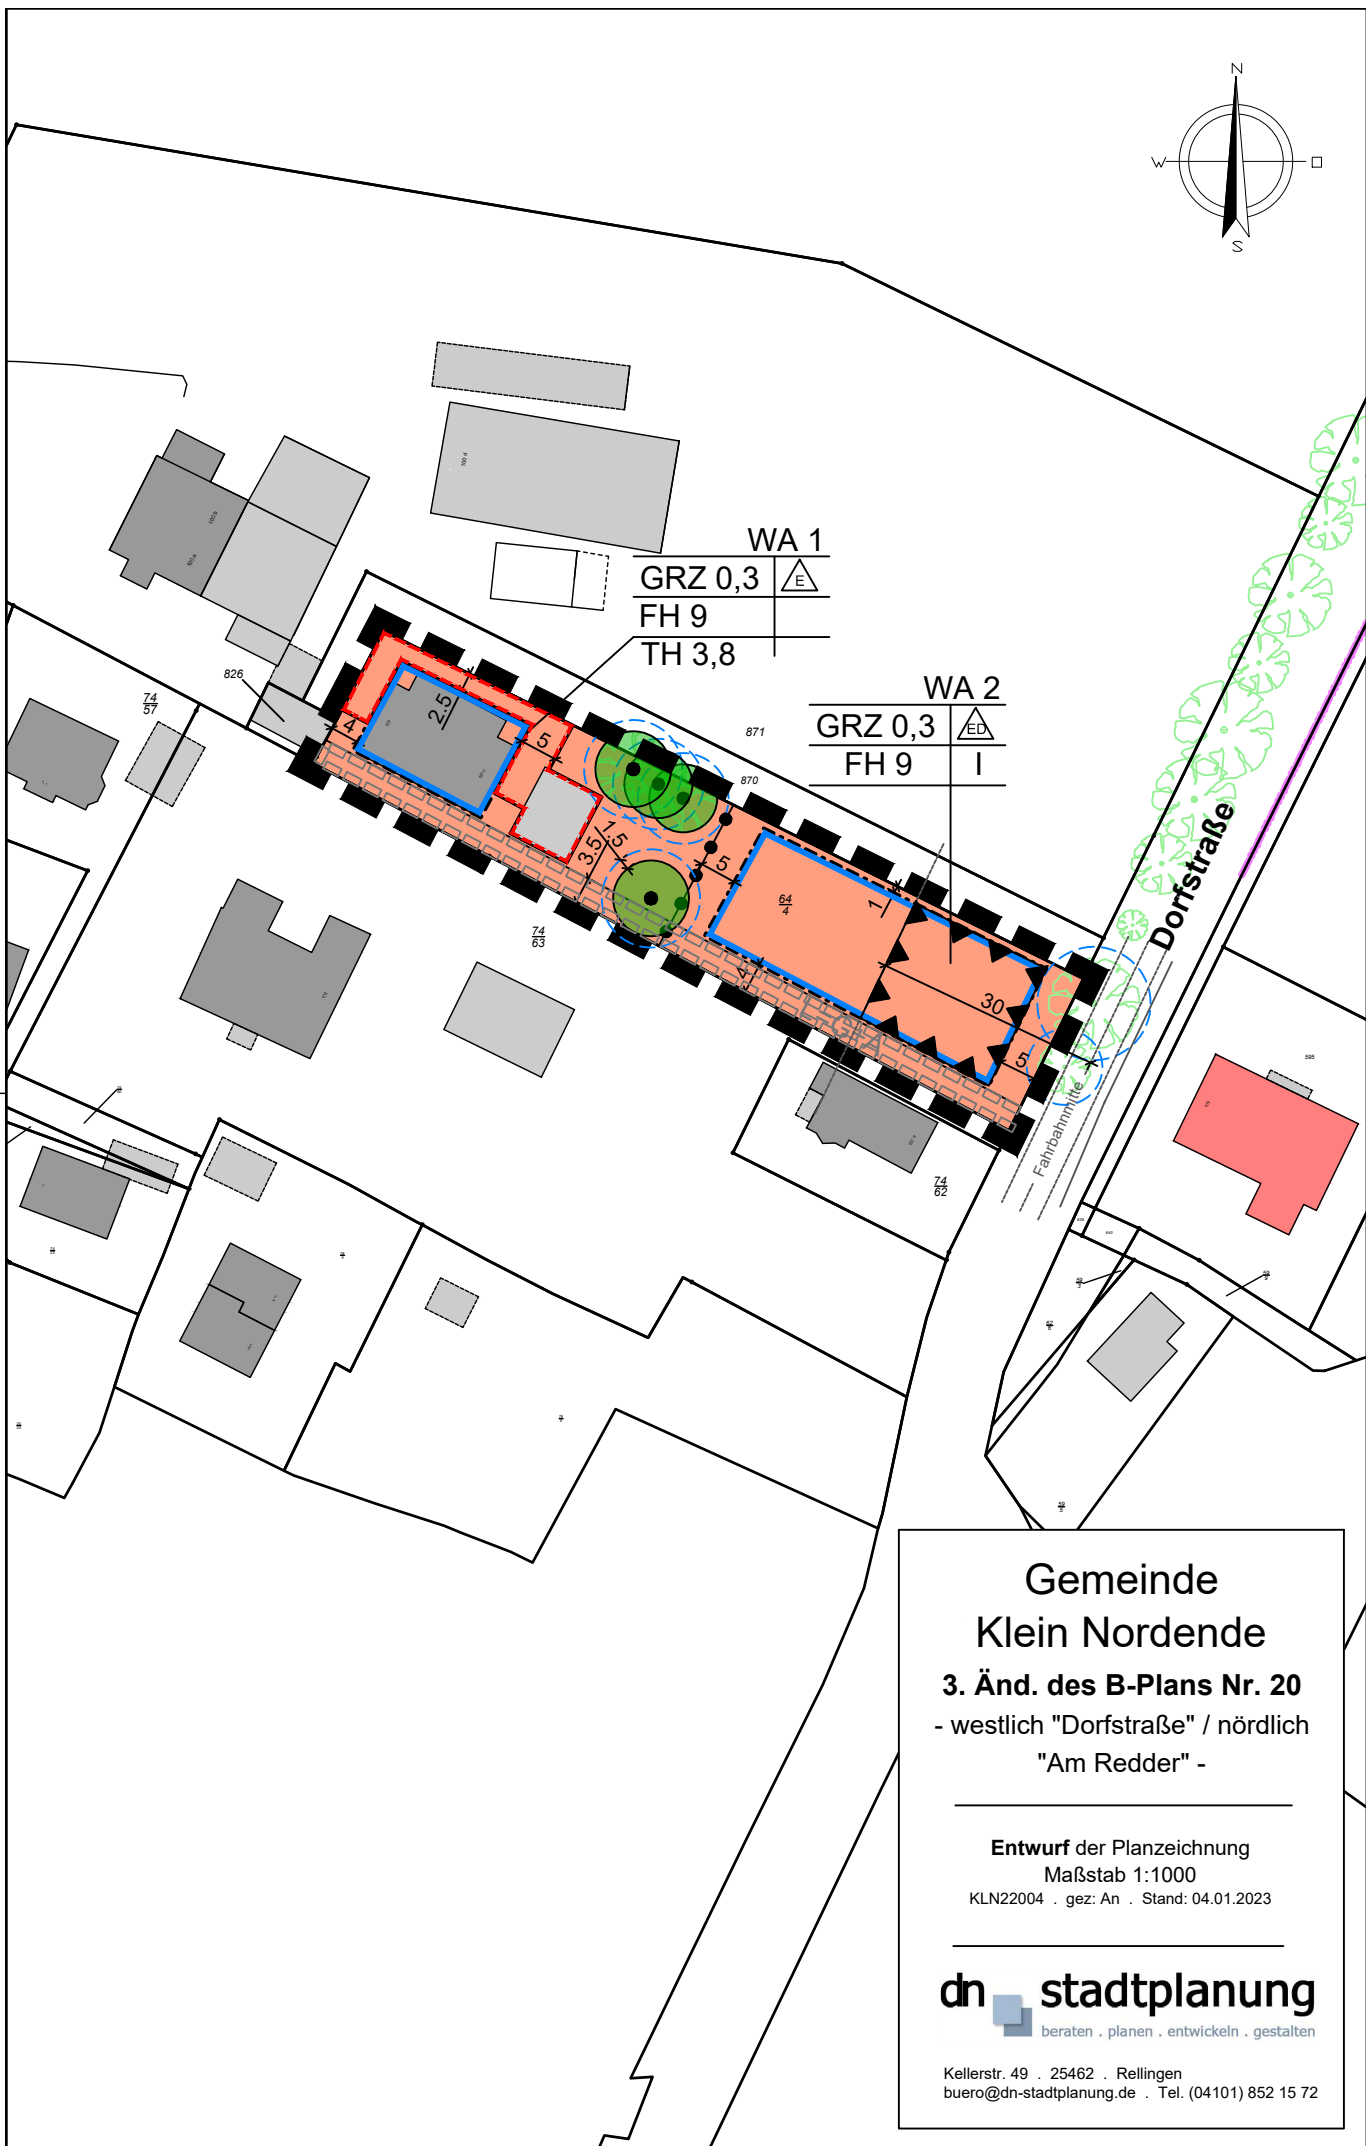 N
W
O
S
WA 1
GRZ 0,3
E
FH 9
TH 3,8
WA 2
GRZ 0,3
ED
FH 9
I
826
74
57
871
870
2.5
4
5
1.5
3.5
5
64
4
1
4
30
5
74
63
74
62
Dorfstraße
Fahrbahnmitte
Gemeinde
Klein Nordende
3. Änd. des B-Plans Nr. 20
- westlich "Dorfstraße" / nördlich
"Am Redder" -
Entwurf der Planzeichnung
Maßstab 1:1000
KLN22004 . gez: An . Stand: 04.01.2023
dn stadtplanung
beraten . planen . entwickeln . gestalten
Kellerstr. 49 . 25462 . Rellingen
buero@dn-stadtplanung.de . Tel. (04101) 852 15 72